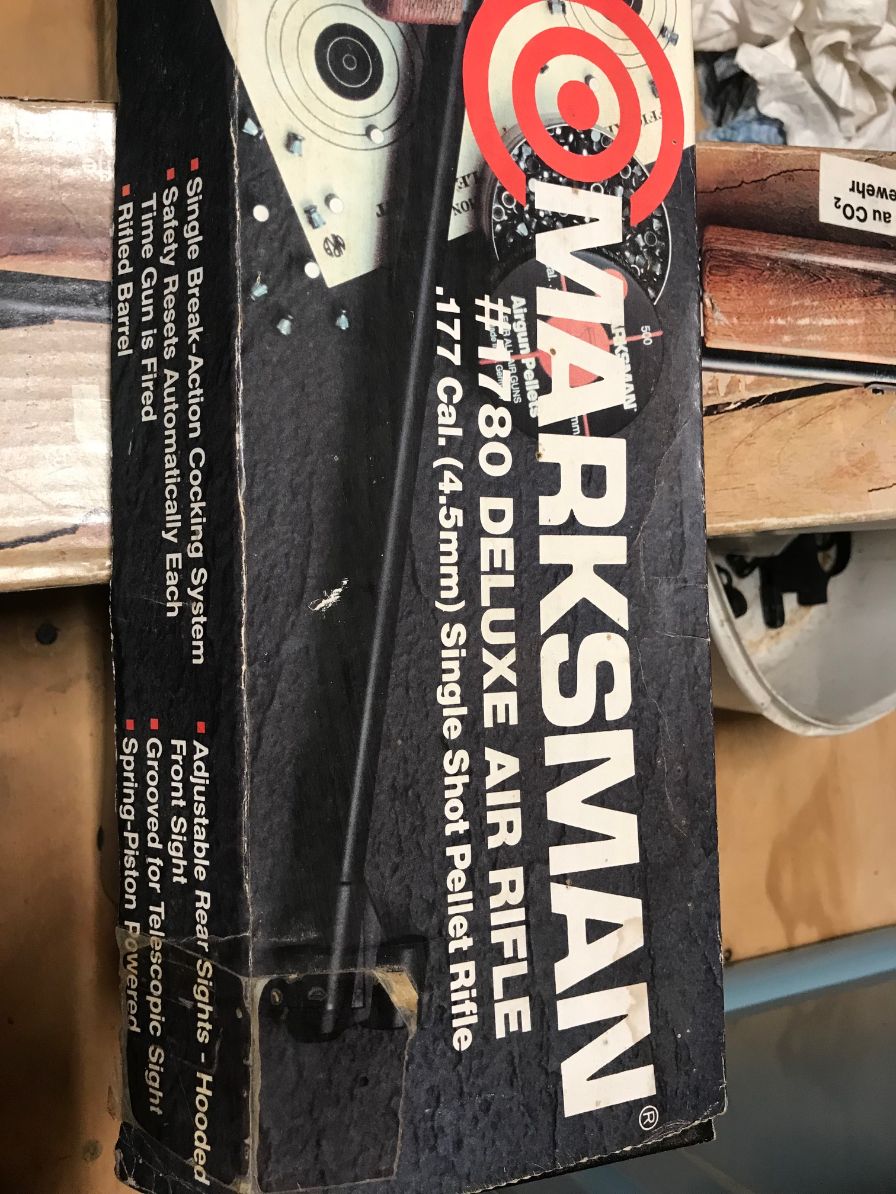 MARKSMAN®
#1780 DELUXE AIR RIFLE
.177 Cal. (4.5mm) Single Shot Pellet Rifle
Single Break-Action Cocking System
Safety Resets Automatically Each
Time Gun is Fired
Rifled Barrel
Adjustable Rear Sights - Hooded
Front Sight
Grooved for Telescopic Sight
Spring-Piston Powered
500
Airgun Pellets
au CO₂